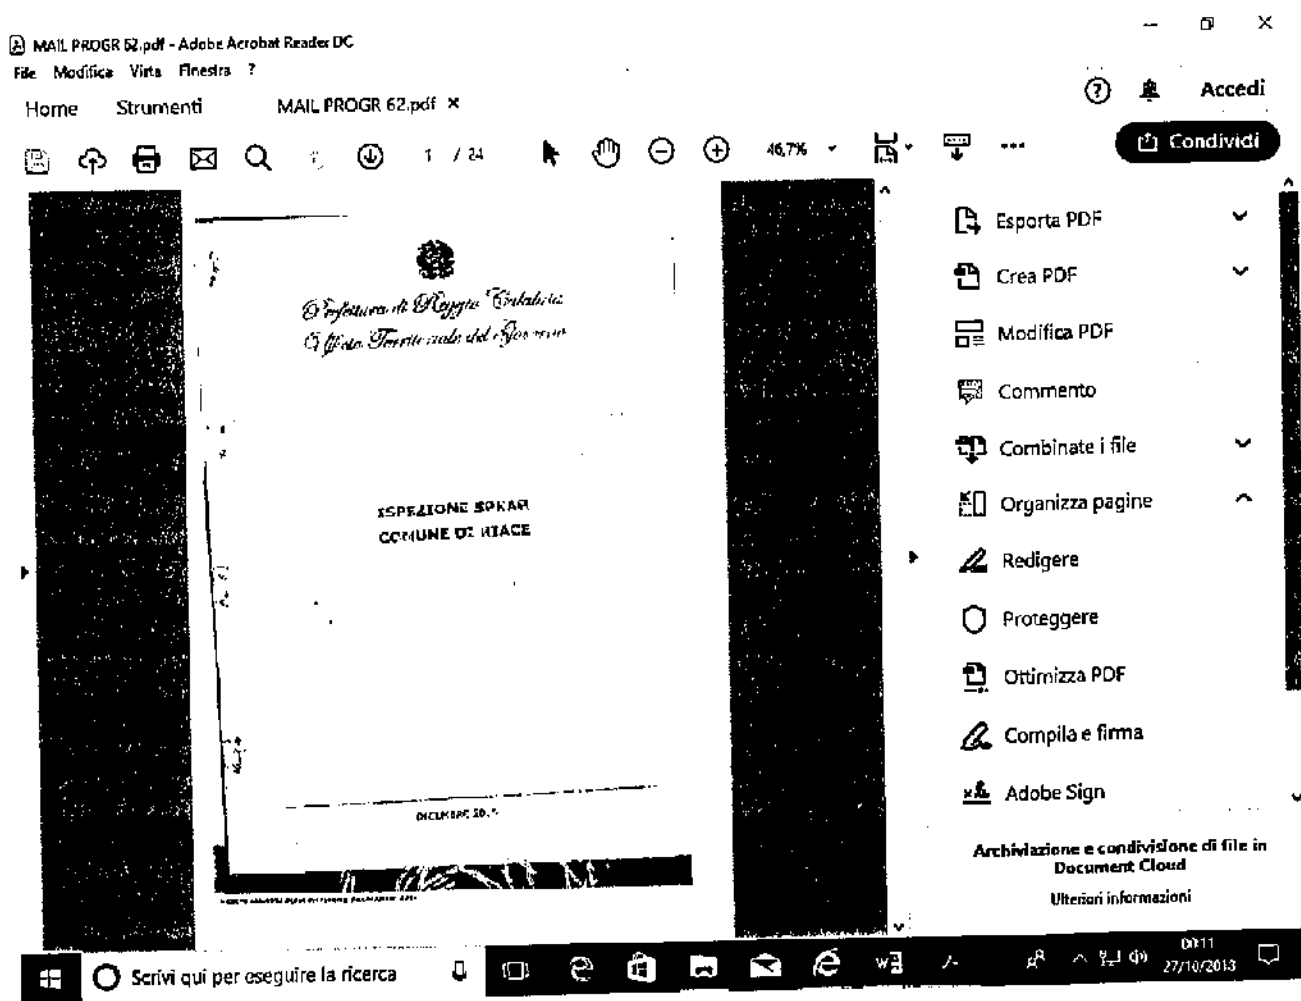 MAIL PROGR 62.pdf - Adobe Acrobat Reader DC
File Modifica Vista Finestra ?
Home Strumenti MAIL PROGR 62.pdf × ? Accedi
1 / 24 46,7% ... Condividi
Prefettura di Reggio Calabria
Ufficio Territoriale del Governo
ISPEZIONE SPRAR
COMUNE DI RIACE
DICEMBRE
Esporta PDF
Crea PDF
Modifica PDF
Commento
Combinate i file
Organizza pagine
Redigere
Proteggere
Ottimizza PDF
Compila e firma
Adobe Sign
Archiviazione e condivisione di file in
Document Cloud
Ulteriori informazioni
Scrivi qui per eseguire la ricerca
00:11
27/10/2018